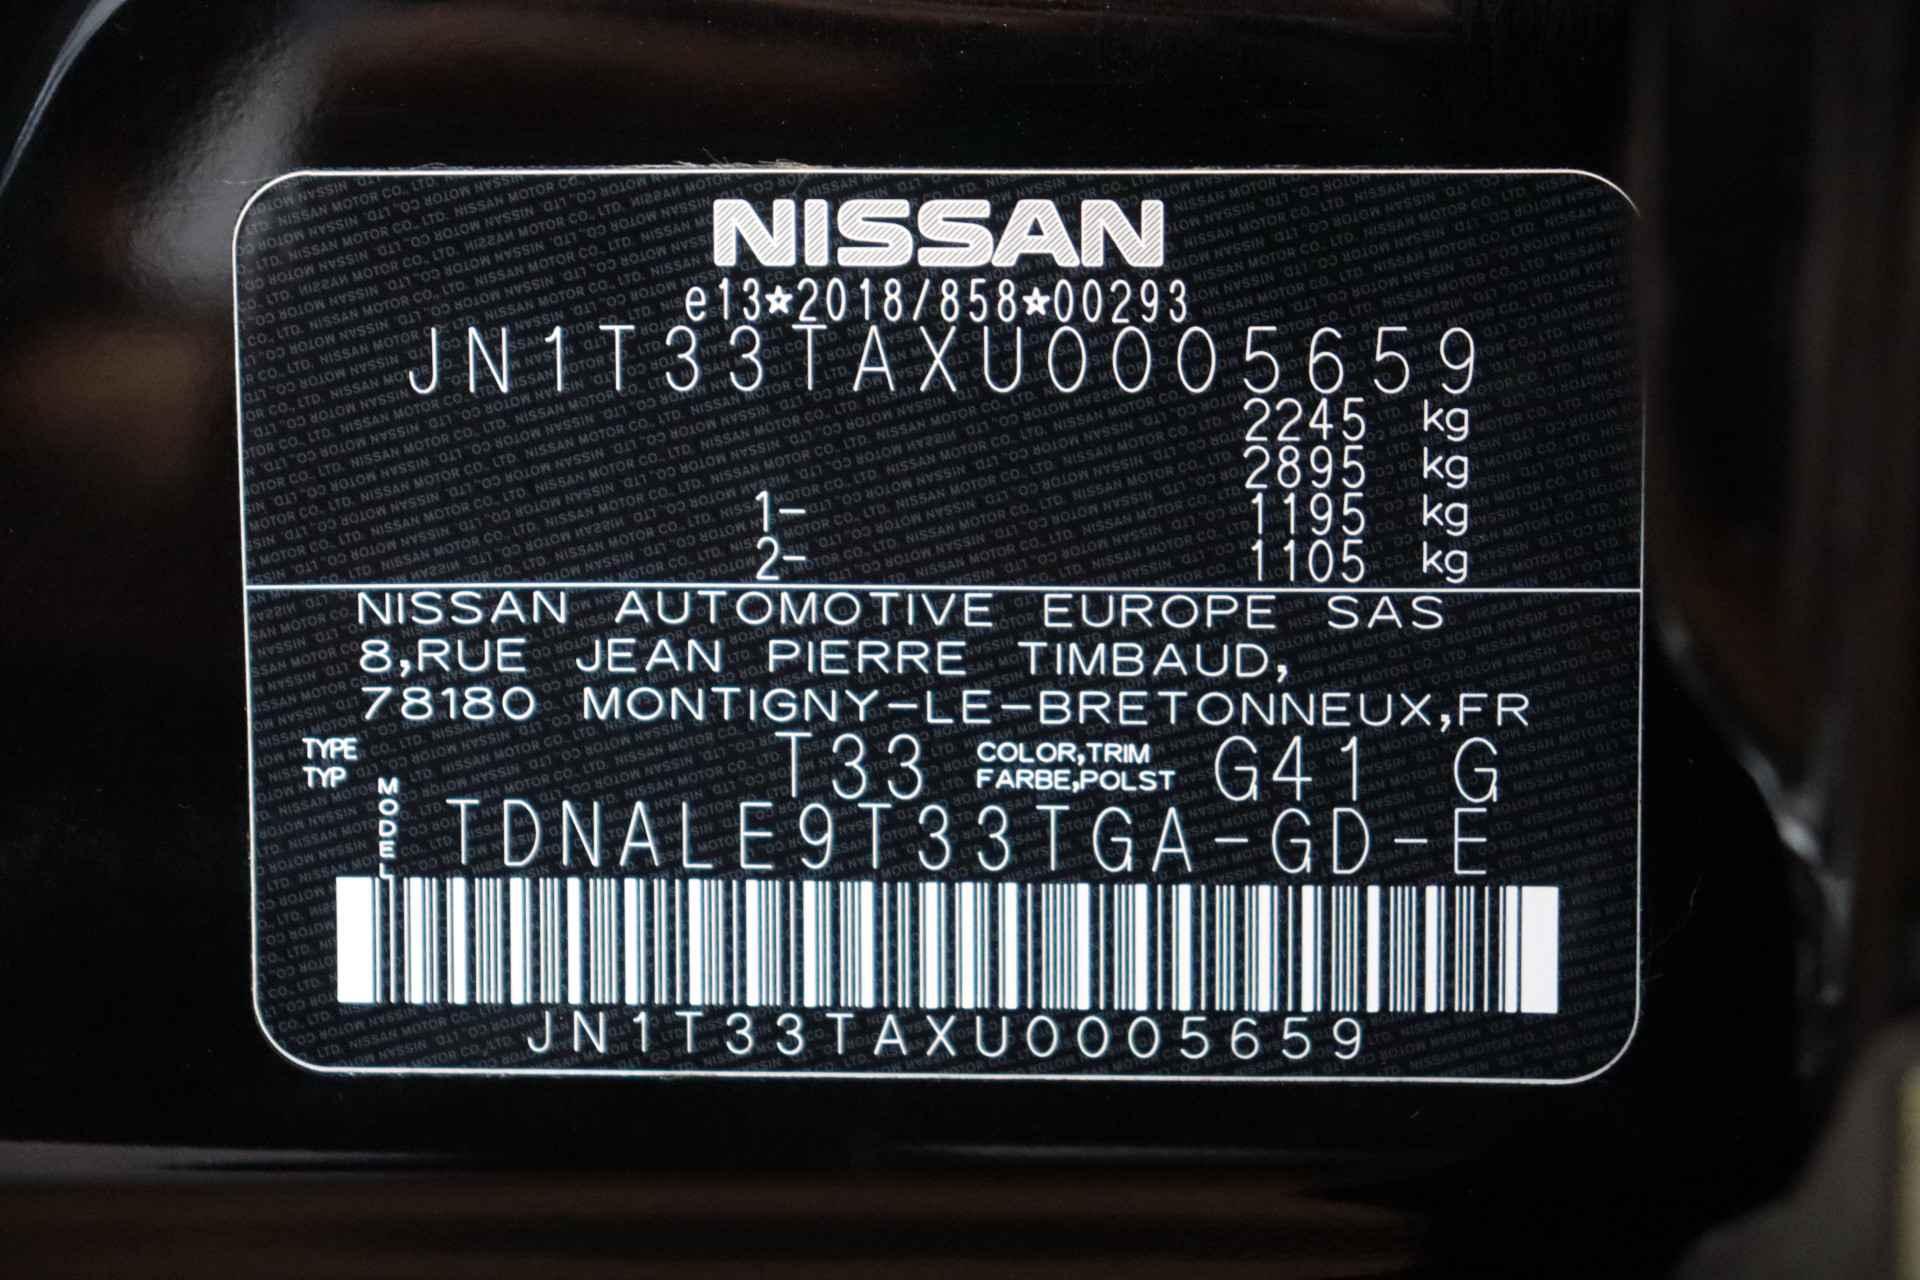 NISSAN
e13★2018/858★00293
JN1T33TAXU0005659
2245 kg
2895 kg
1- 1195 kg
2- 1105 kg
NISSAN AUTOMOTIVE EUROPE SAS
8,RUE JEAN PIERRE TIMBAUD,
78180 MONTIGNY-LE-BRETONNEUX,FR
TYPE T33 COLOR,TRIM G41 G
TYP FARBE,POLST
MODEL TDNALE9T33TGA-GD-E
JN1T33TAXU0005659